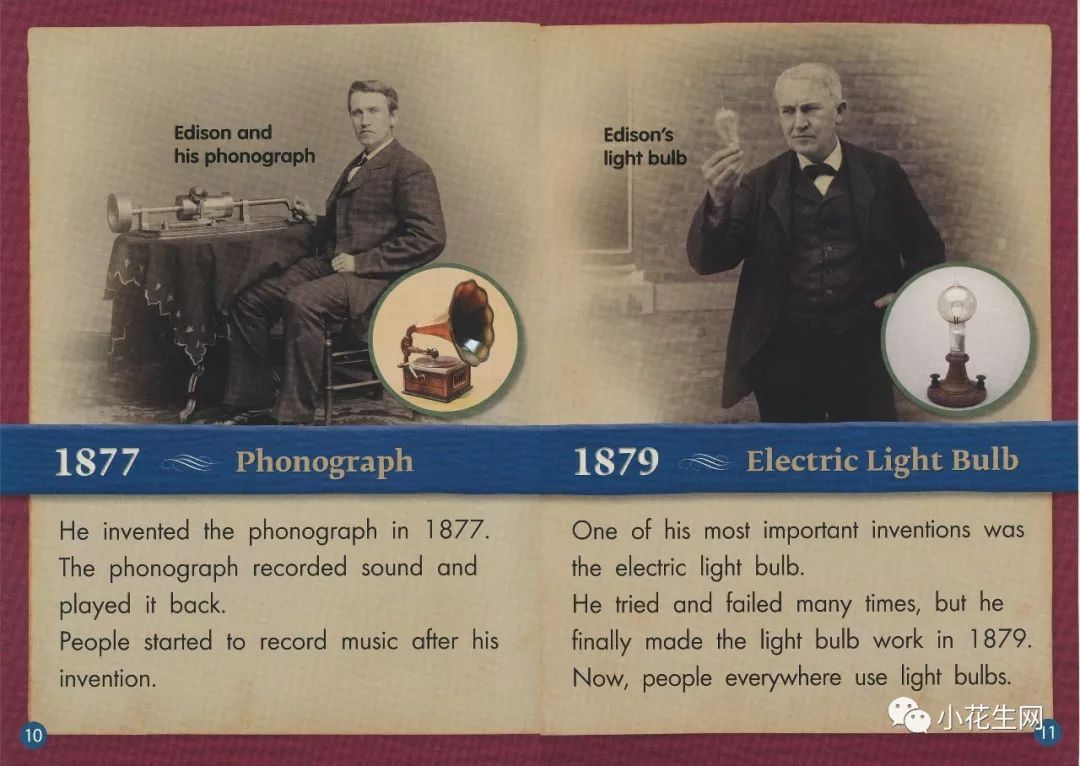 Edison and
his phonograph
1877 Phonograph
He invented the phonograph in 1877.
The phonograph recorded sound and
played it back.
People started to record music after his
invention.
10
Edison's
light bulb
1879 Electric Light Bulb
One of his most important inventions was
the electric light bulb.
He tried and failed many times, but he
finally made the light bulb work in 1879.
Now, people everywhere use light bulbs.
小花生网
11